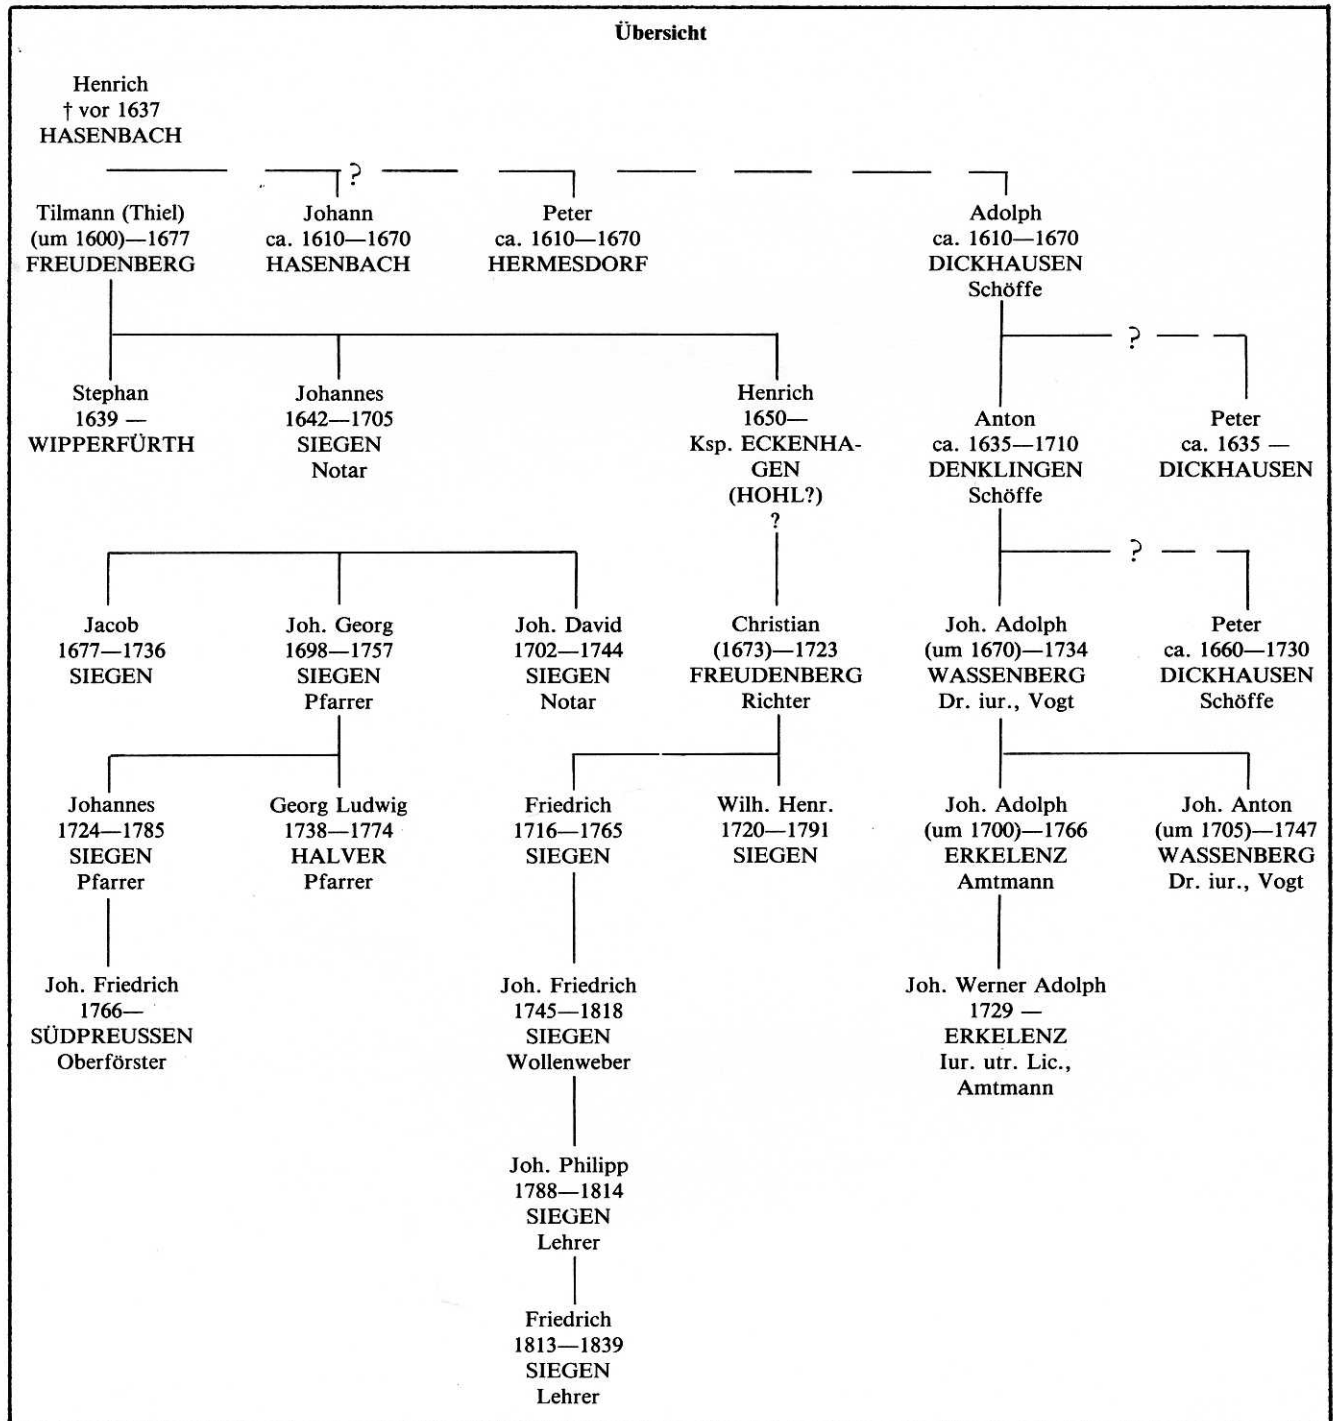 Übersicht
Henrich
† vor 1637
HASENBACH
?
Tilmann (Thiel)
(um 1600)—1677
FREUDENBERG
Johann
ca. 1610—1670
HASENBACH
Peter
ca. 1610—1670
HERMESDORF
Adolph
ca. 1610—1670
DICKHAUSEN
Schöffe
?
Stephan
1639 —
WIPPERFÜRTH
Johannes
1642—1705
SIEGEN
Notar
Henrich
1650—
Ksp. ECKENHA-
GEN
(HOHL?)
?
Anton
ca. 1635—1710
DENKLINGEN
Schöffe
Peter
ca. 1635 —
DICKHAUSEN
?
Jacob
1677—1736
SIEGEN
Joh. Georg
1698—1757
SIEGEN
Pfarrer
Joh. David
1702—1744
SIEGEN
Notar
Christian
(1673)—1723
FREUDENBERG
Richter
Joh. Adolph
(um 1670)—1734
WASSENBERG
Dr. iur., Vogt
Peter
ca. 1660—1730
DICKHAUSEN
Schöffe
Johannes
1724—1785
SIEGEN
Pfarrer
Georg Ludwig
1738—1774
HALVER
Pfarrer
Friedrich
1716—1765
SIEGEN
Wilh. Henr.
1720—1791
SIEGEN
Joh. Adolph
(um 1700)—1766
ERKELENZ
Amtmann
Joh. Anton
(um 1705)—1747
WASSENBERG
Dr. iur., Vogt
Joh. Friedrich
1766—
SÜDPREUSSEN
Oberförster
Joh. Friedrich
1745—1818
SIEGEN
Wollenweber
Joh. Werner Adolph
1729 —
ERKELENZ
Iur. utr. Lic.,
Amtmann
Joh. Philipp
1788—1814
SIEGEN
Lehrer
Friedrich
1813—1839
SIEGEN
Lehrer